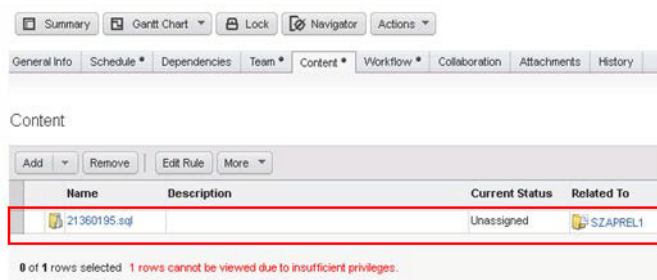 Summary Gantt Chart Lock Navigator Actions
General Info Schedule Dependencies Team Content Workflow Collaboration Attachments History
Content
Add Remove Edit Rule More
Name Description Current Status Related To
21360195.sql Unassigned SZAPREL1
0 of 1 rows selected 1 rows cannot be viewed due to insufficient privileges.